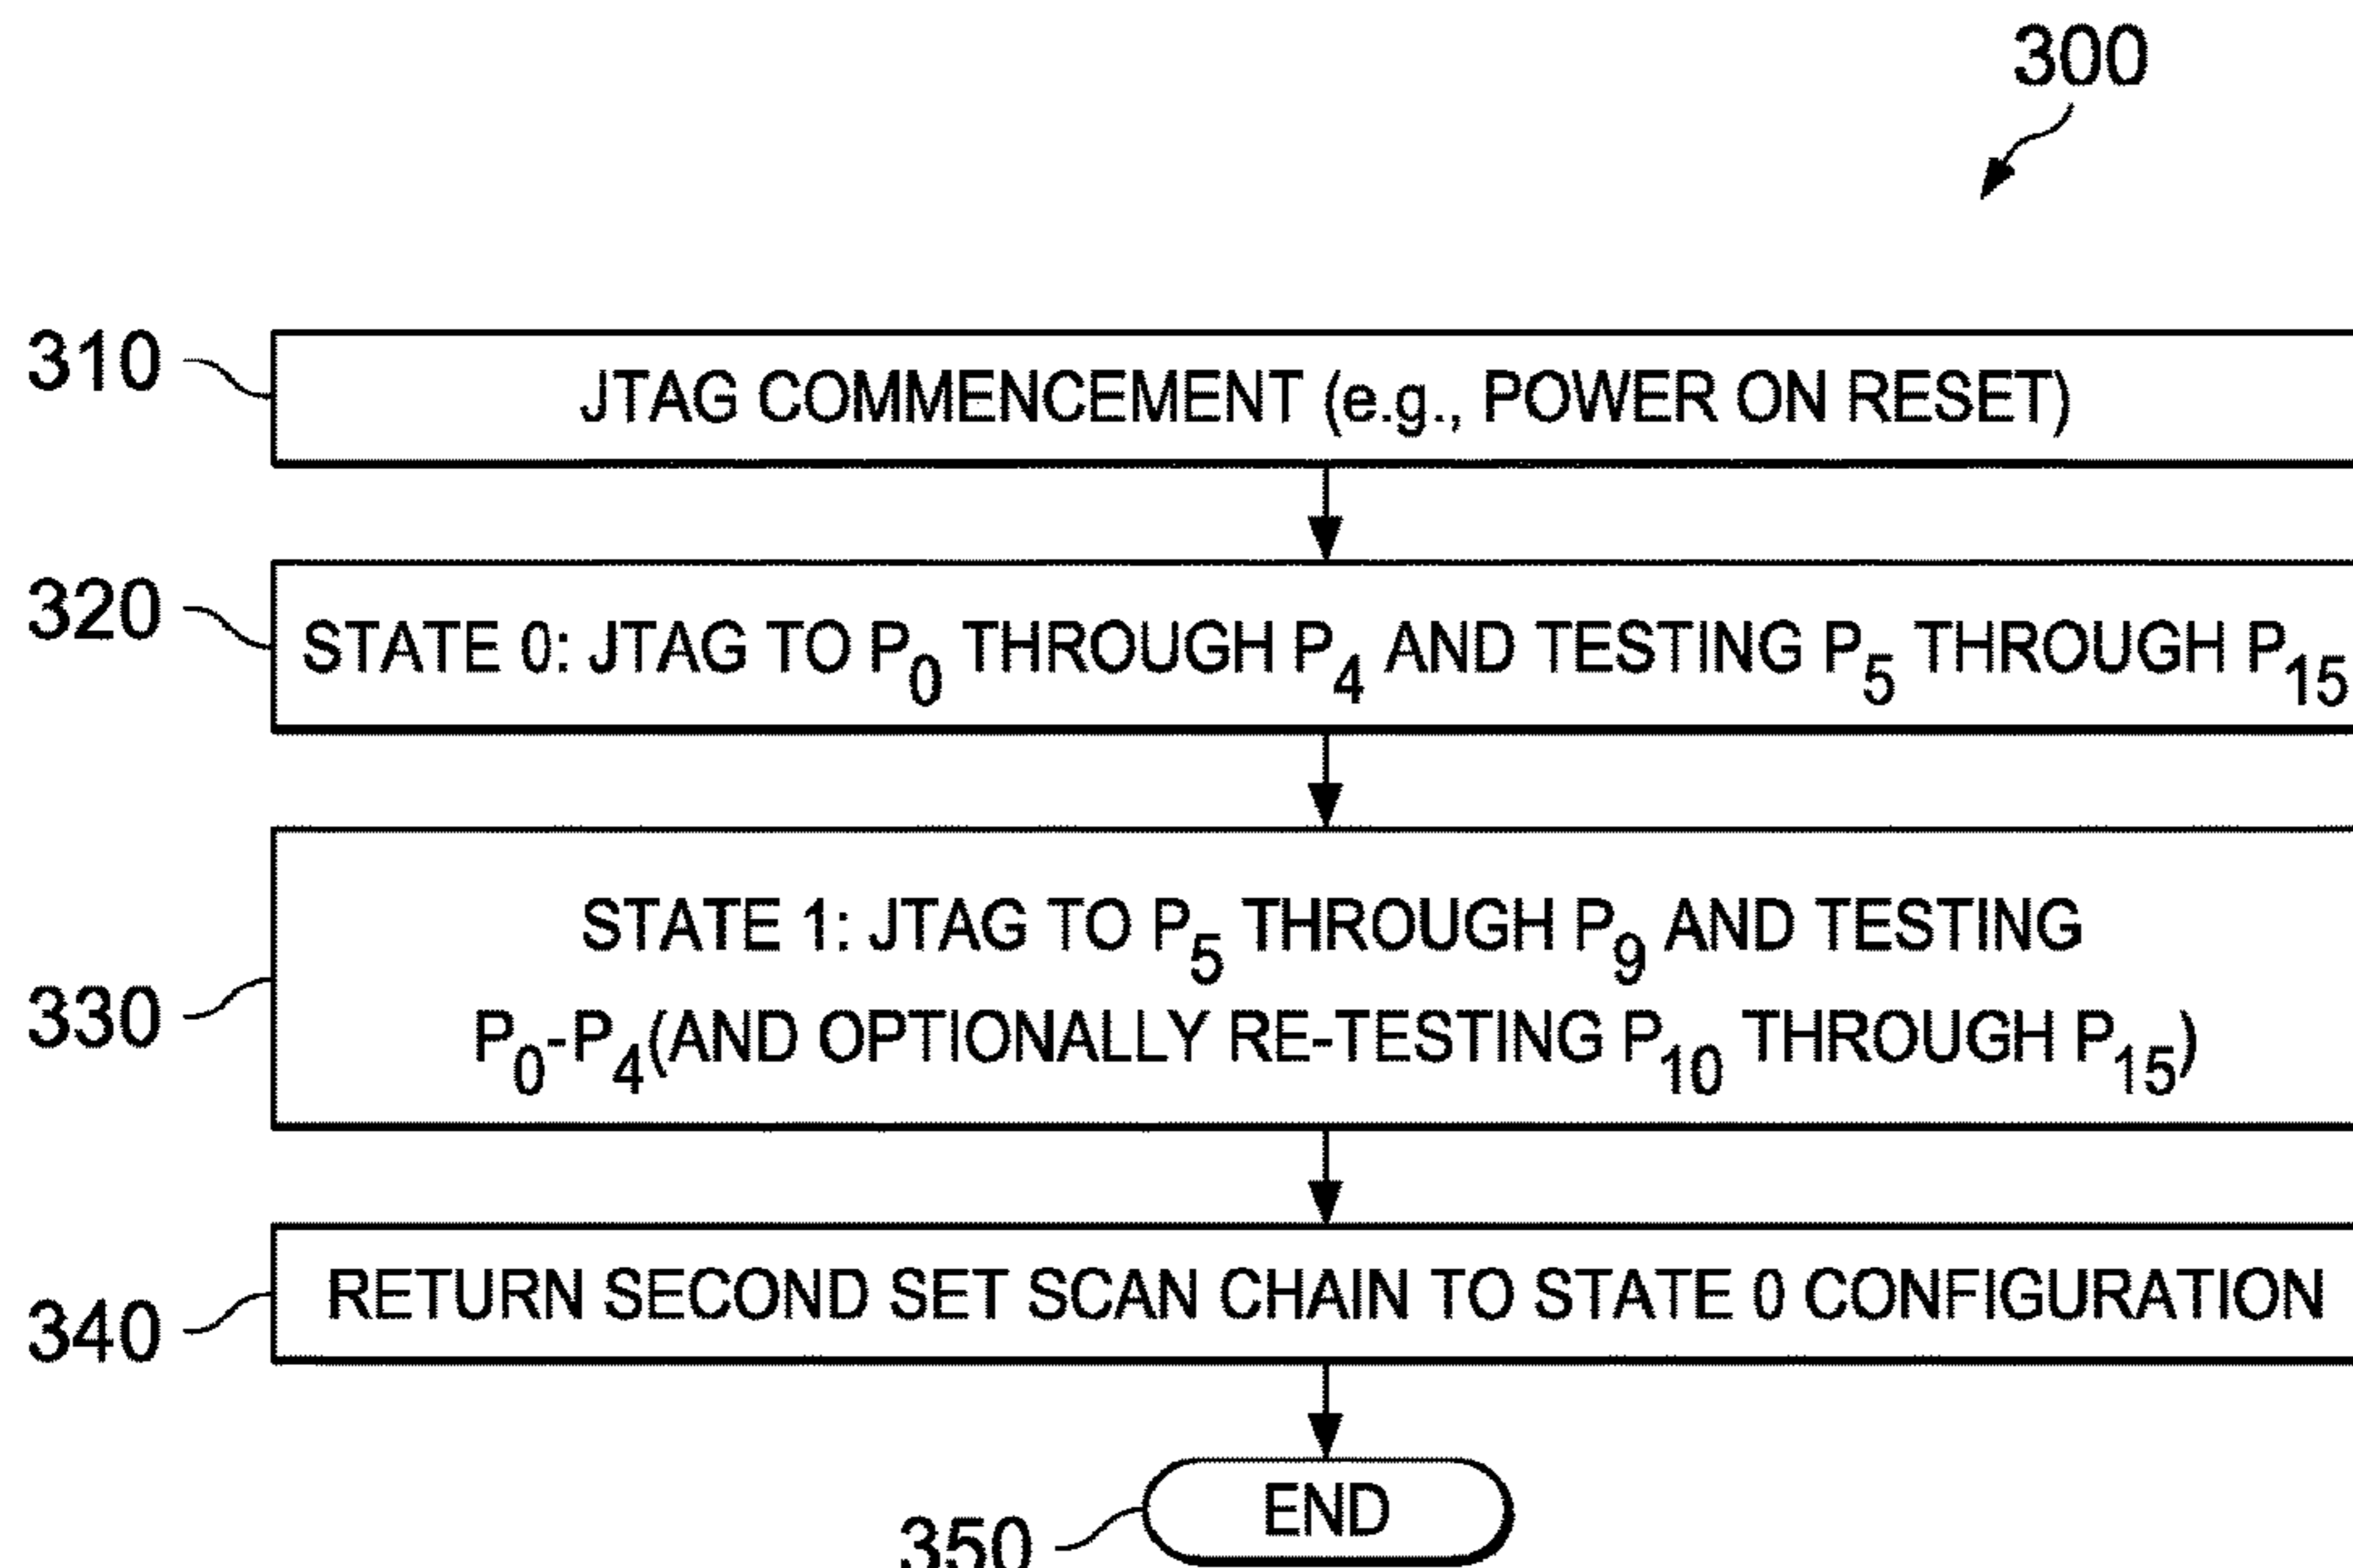 300
310
JTAG COMMENCEMENT (e.g., POWER ON RESET)
320
STATE 0: JTAG TO P0 THROUGH P4 AND TESTING P5 THROUGH P15
330
STATE 1: JTAG TO P5 THROUGH P9 AND TESTING
P0-P4(AND OPTIONALLY RE-TESTING P10 THROUGH P15)
340
RETURN SECOND SET SCAN CHAIN TO STATE 0 CONFIGURATION
END
350